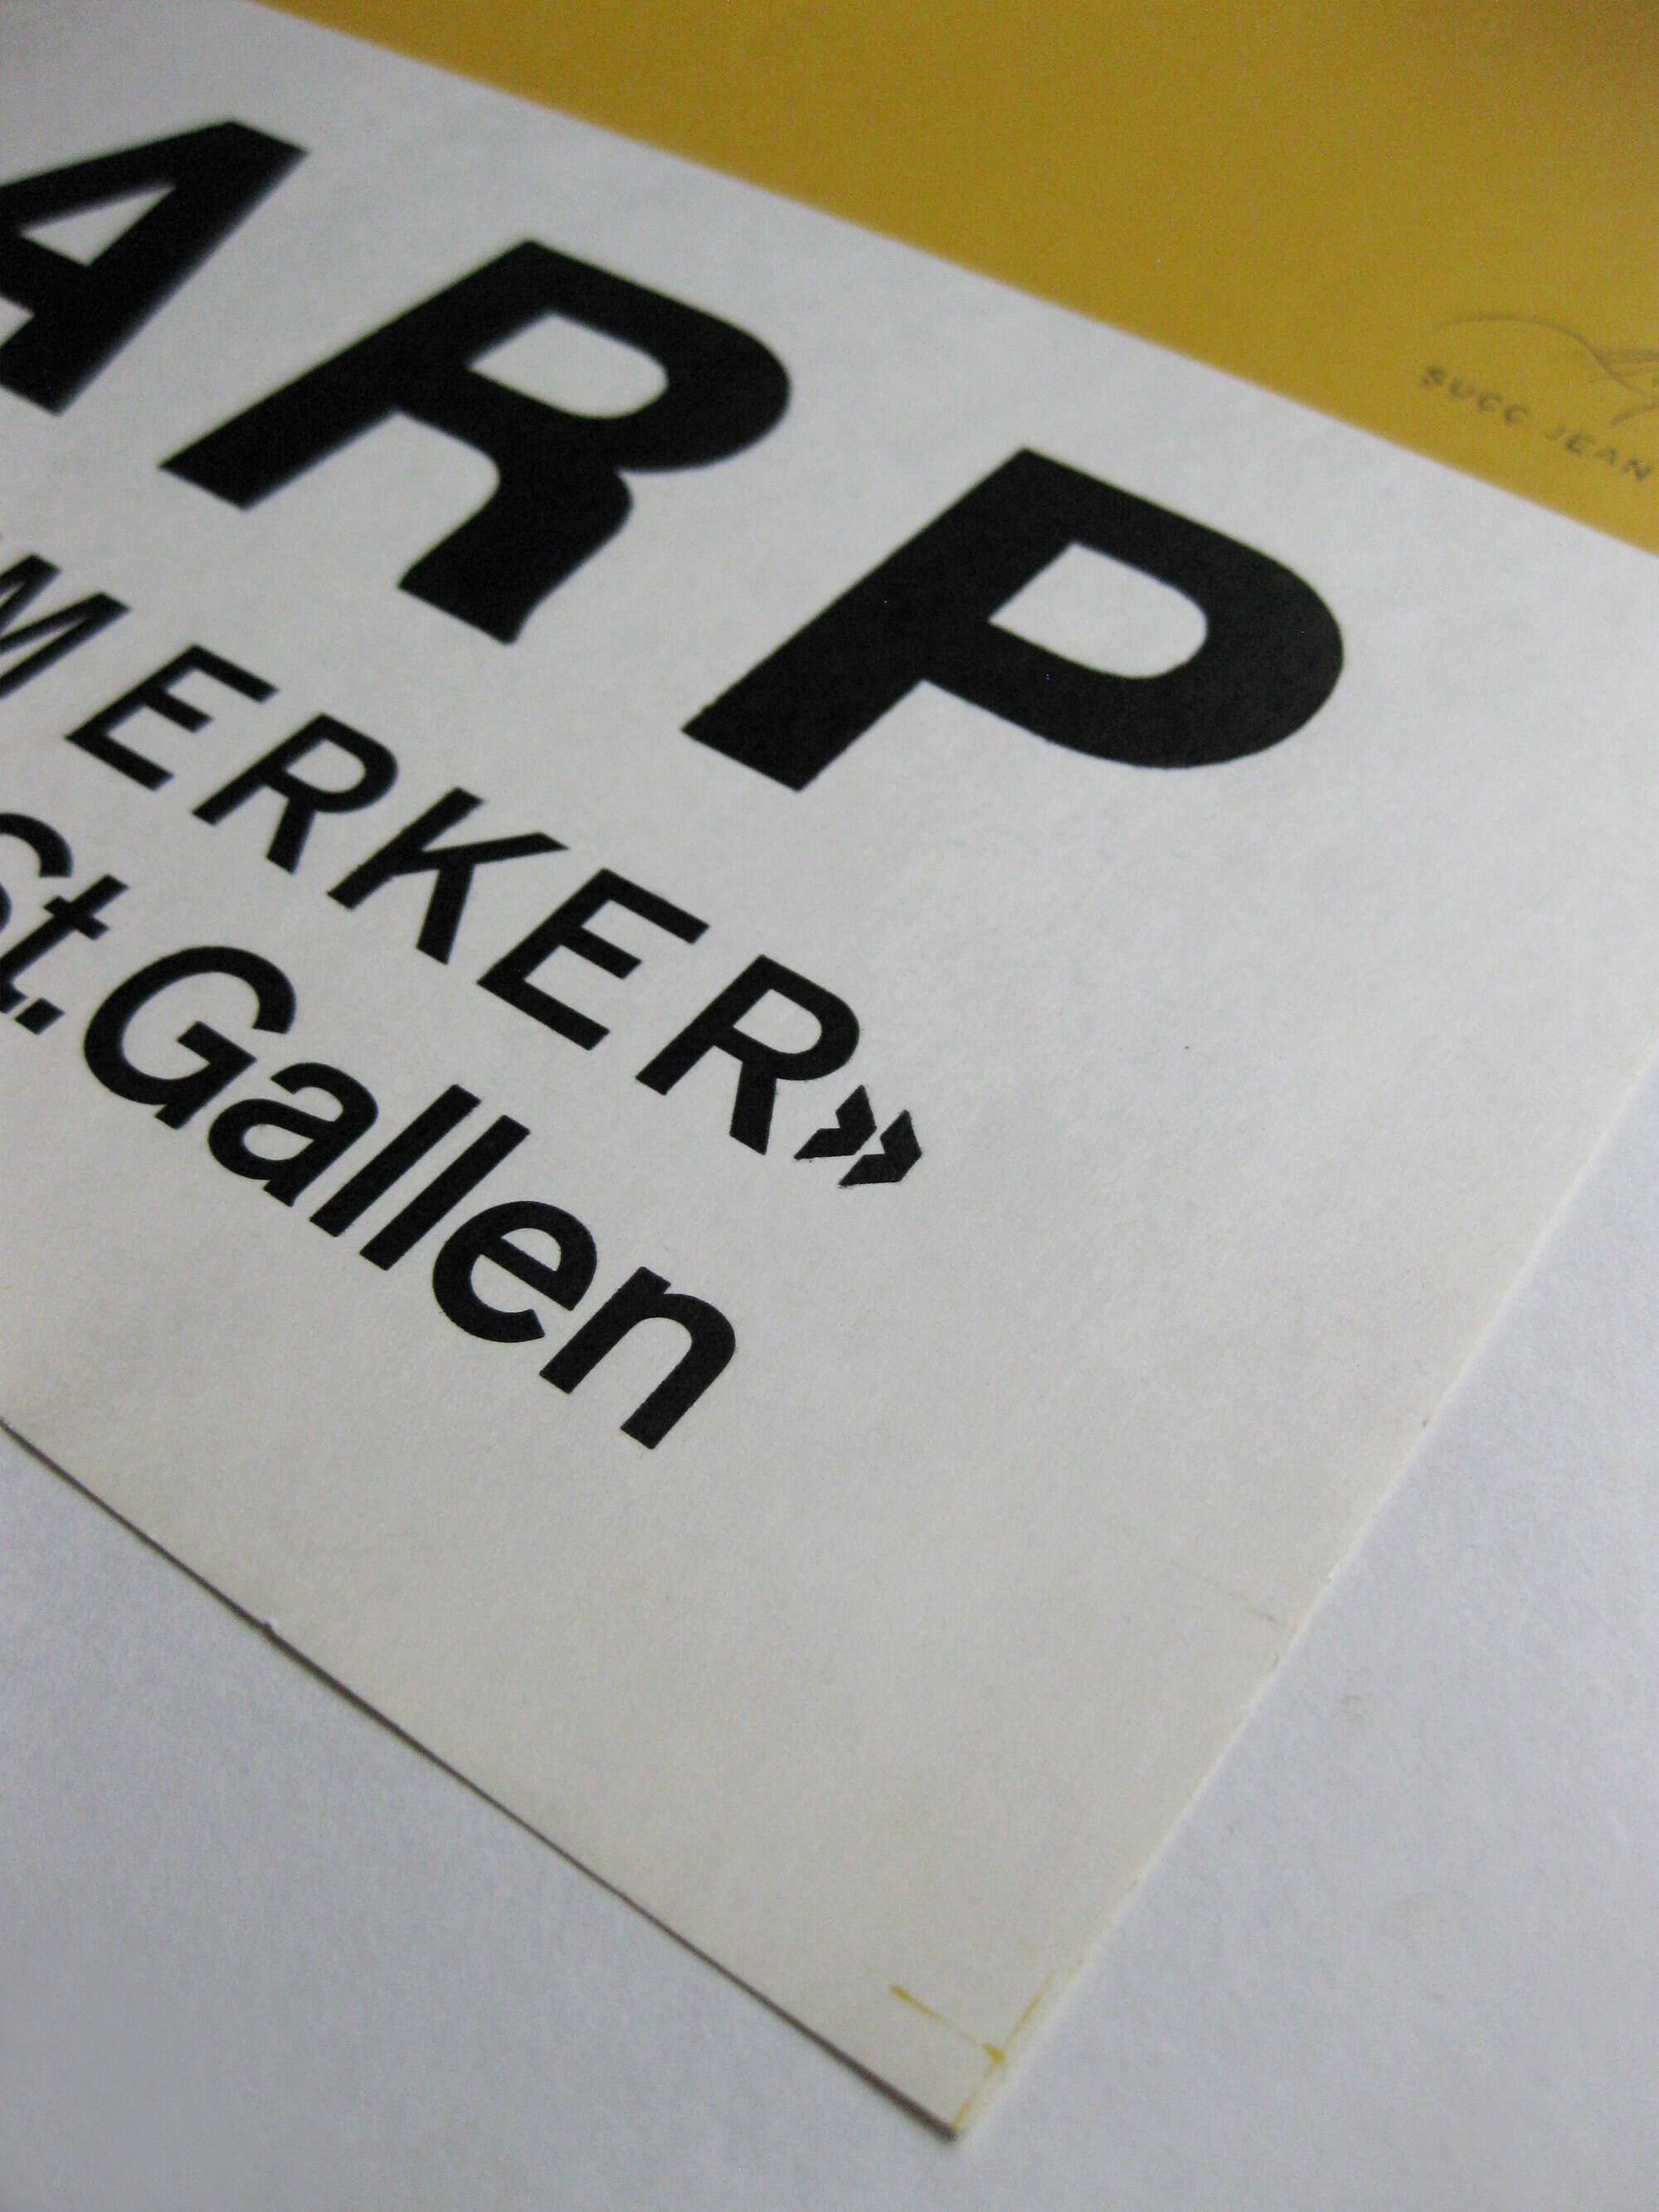 SUCC. JEAN
ARP
MERKER»
St. Gallen